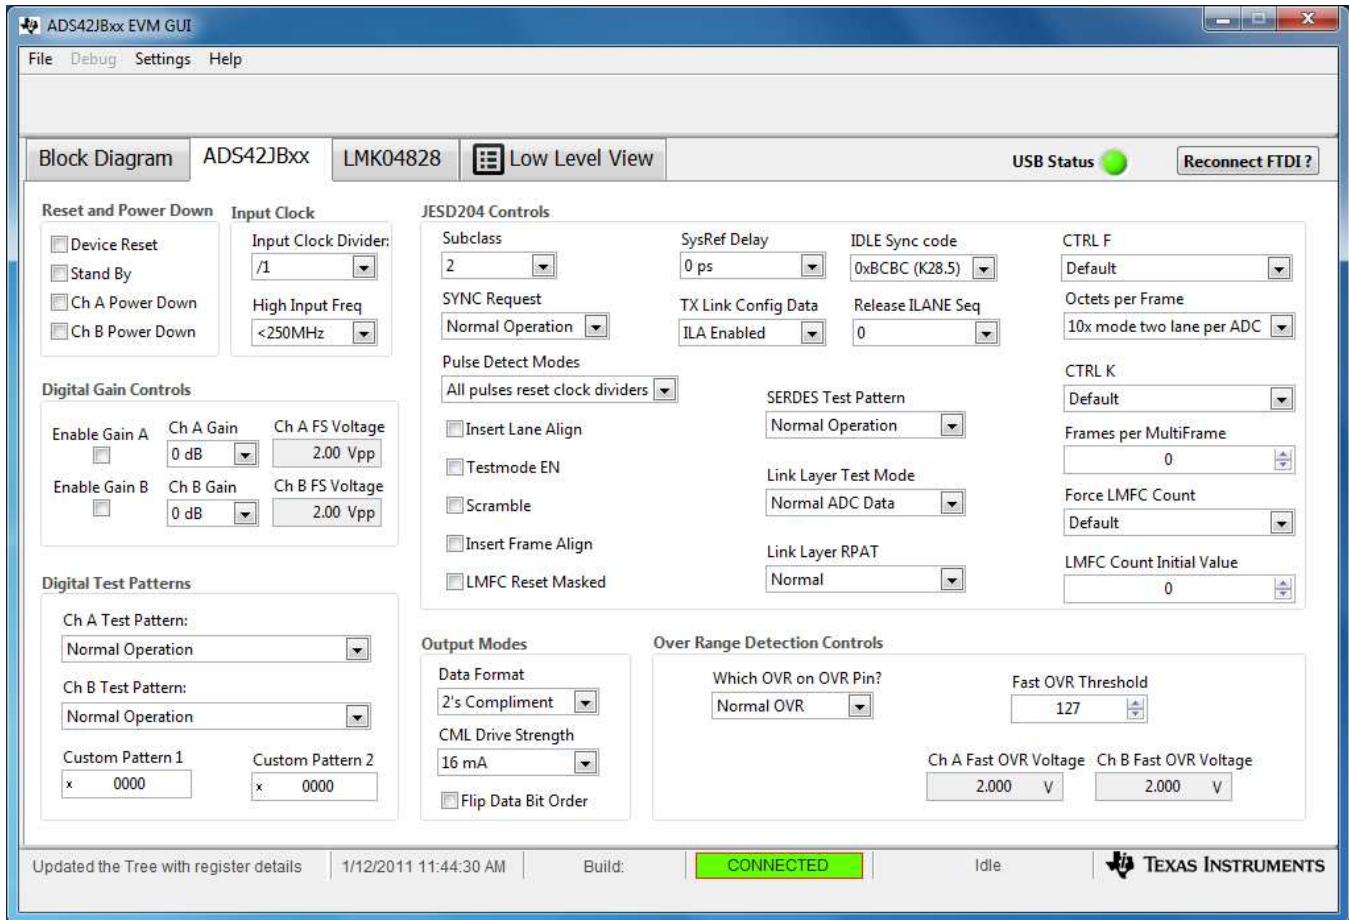 ADS42JBxx EVM GUI
File Debug Settings Help
Block Diagram ADS42JBxx LMK04828 Low Level View USB Status Reconnect FTDI ?
Reset and Power Down
Device Reset
Stand By
Ch A Power Down
Ch B Power Down
Input Clock
Input Clock Divider:
/1
High Input Freq
<250MHz
Digital Gain Controls
Enable Gain A Ch A Gain Ch A FS Voltage
0 dB 2.00 Vpp
Enable Gain B Ch B Gain Ch B FS Voltage
0 dB 2.00 Vpp
Digital Test Patterns
Ch A Test Pattern:
Normal Operation
Ch B Test Pattern:
Normal Operation
Custom Pattern 1 Custom Pattern 2
x 0000 x 0000
JESD204 Controls
Subclass SysRef Delay IDLE Sync code
2 0 ps 0xBCBC (K28.5)
SYNC Request TX Link Config Data Release ILANE Seq
Normal Operation ILA Enabled 0
Pulse Detect Modes
All pulses reset clock dividers
Insert Lane Align
Testmode EN
Scramble
Insert Frame Align
LMFC Reset Masked
SERDES Test Pattern
Normal Operation
Link Layer Test Mode
Normal ADC Data
Link Layer RPAT
Normal
CTRL F
Default
Octets per Frame
10x mode two lane per ADC
CTRL K
Default
Frames per MultiFrame
0
Force LMFC Count
Default
LMFC Count Initial Value
0
Output Modes
Data Format
2's Compliment
CML Drive Strength
16 mA
Flip Data Bit Order
Over Range Detection Controls
Which OVR on OVR Pin?
Normal OVR
Fast OVR Threshold
127
Ch A Fast OVR Voltage Ch B Fast OVR Voltage
2.000 V 2.000 V
Updated the Tree with register details 1/12/2011 11:44:30 AM Build: CONNECTED Idle TEXAS INSTRUMENTS